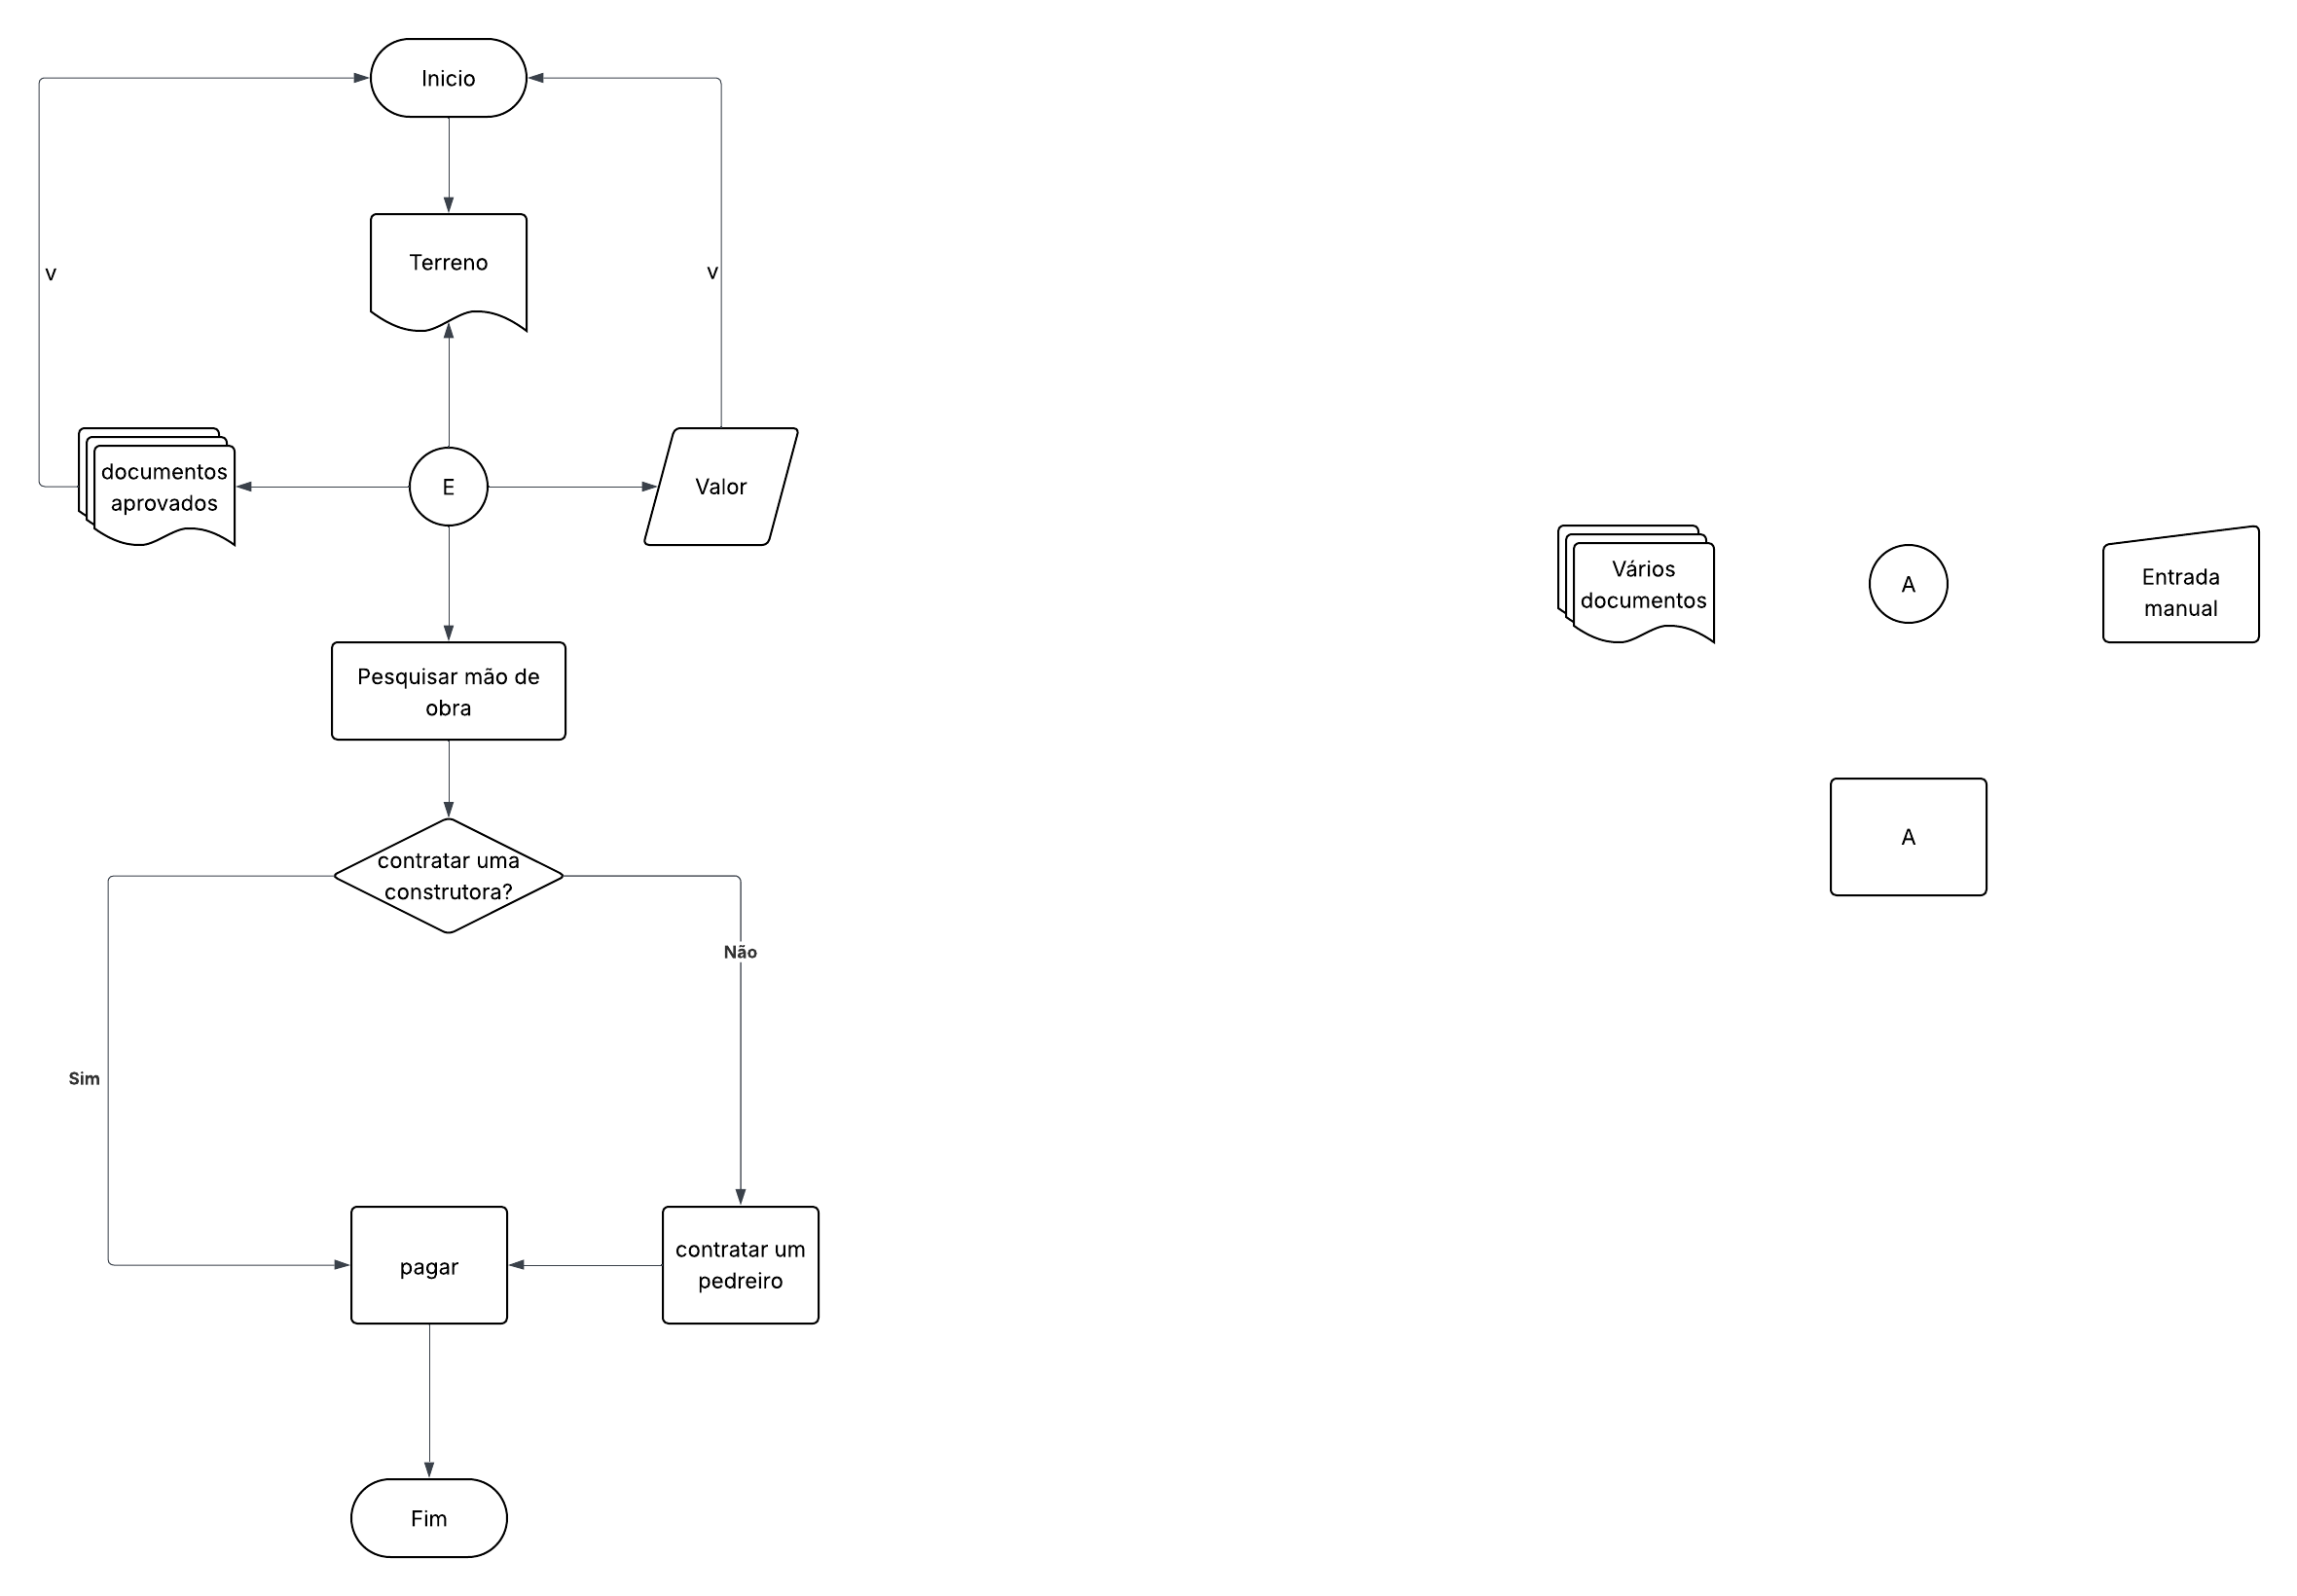 Inicio
Terreno
v
v
documentos
aprovados
E
Valor
Vários
documentos
A
Entrada
manual
Pesquisar mão de
obra
A
contratar uma
construtora?
Não
Sim
pagar
contratar um
pedreiro
Fim